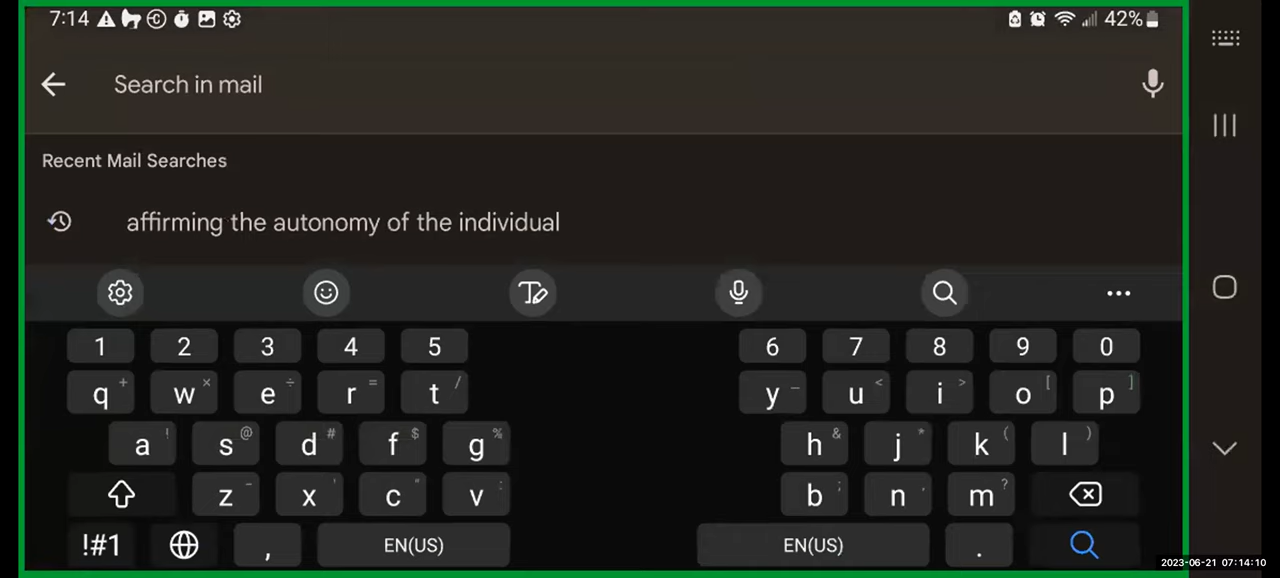 7:14 42%
Search in mail
Recent Mail Searches
affirming the autonomy of the individual
1 2 3 4 5 6 7 8 9 0
q + w × e ÷ r = t / y – u < i > o [ p ]
a ! s @ d # f $ g % h & j * k ( l )
z - x ' c " v : b ; n , m ?
!#1 , EN(US) EN(US) .
2023-06-21 07:14:10